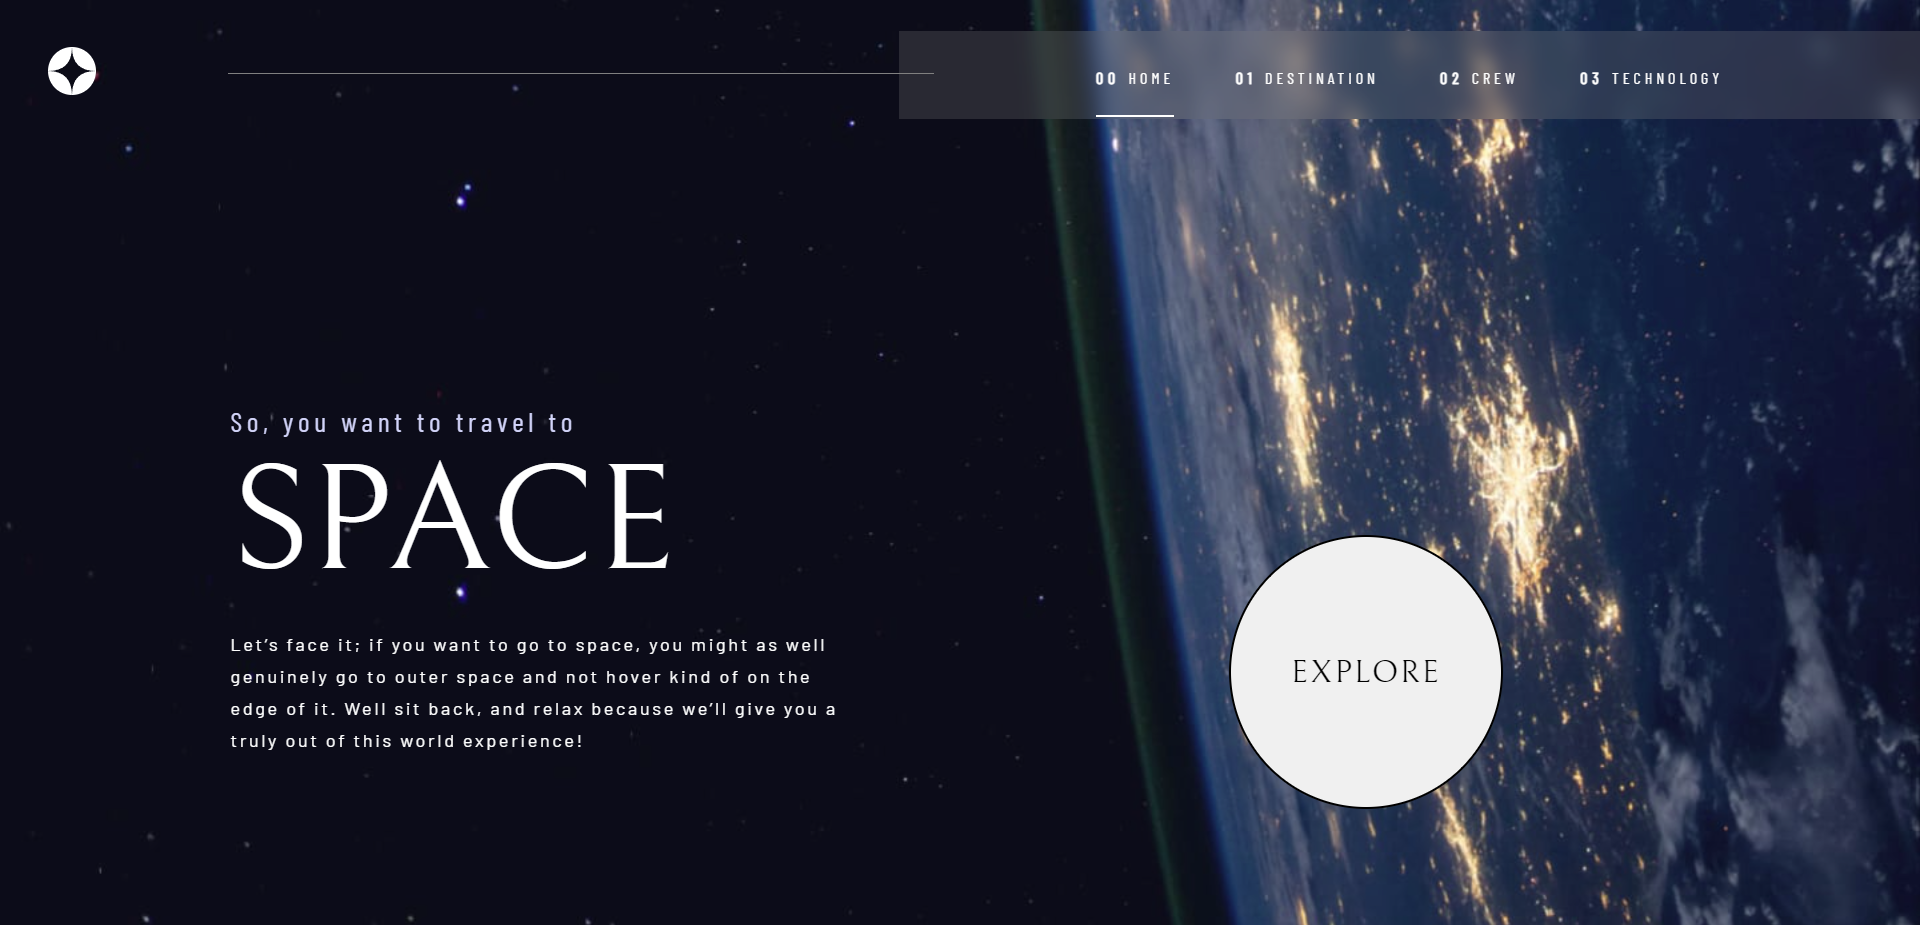 00 HOME 01 DESTINATION 02 CREW 03 TECHNOLOGY
So, you want to travel to
SPACE
Let’s face it; if you want to go to space, you might as well
genuinely go to outer space and not hover kind of on the
edge of it. Well sit back, and relax because we’ll give you a
truly out of this world experience!
EXPLORE